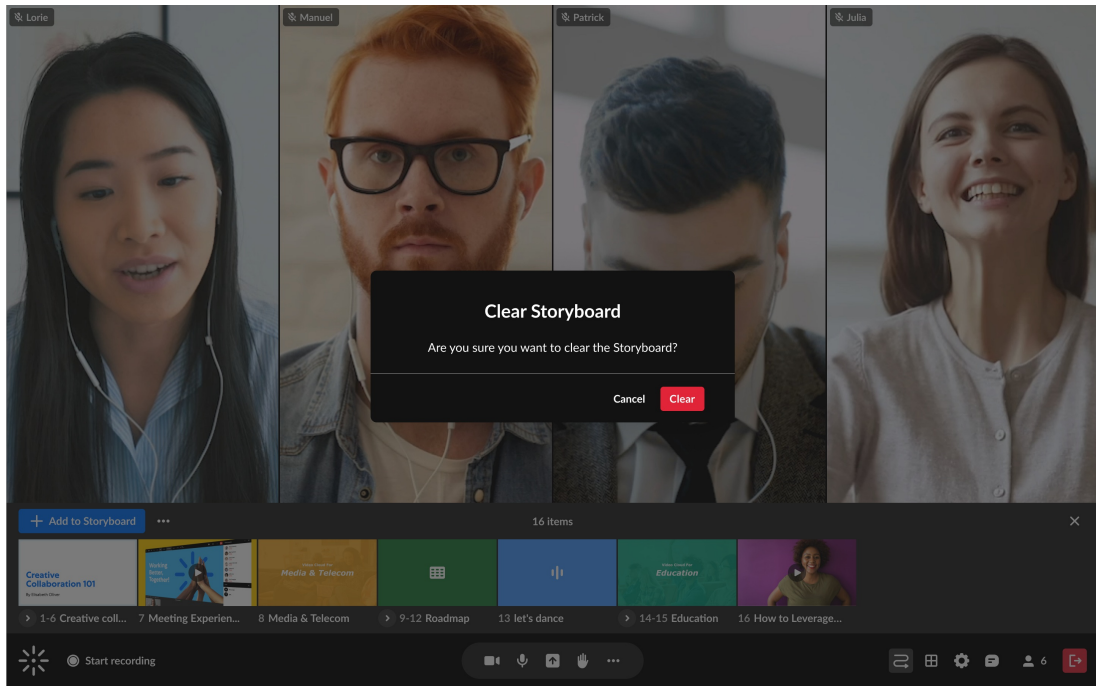 Lorie
Manuel
Patrick
Julia
Clear Storyboard
Are you sure you want to clear the Storyboard?
Cancel
Clear
Add to Storyboard
16 items
Creative
Collaboration 101
Working
Better,
Together!
Media & Telecom
Education
1-6 Creative coll...
7 Meeting Experien...
8 Media & Telecom
9-12 Roadmap
13 let's dance
14-15 Education
16 How to Leverage...
Start recording
6